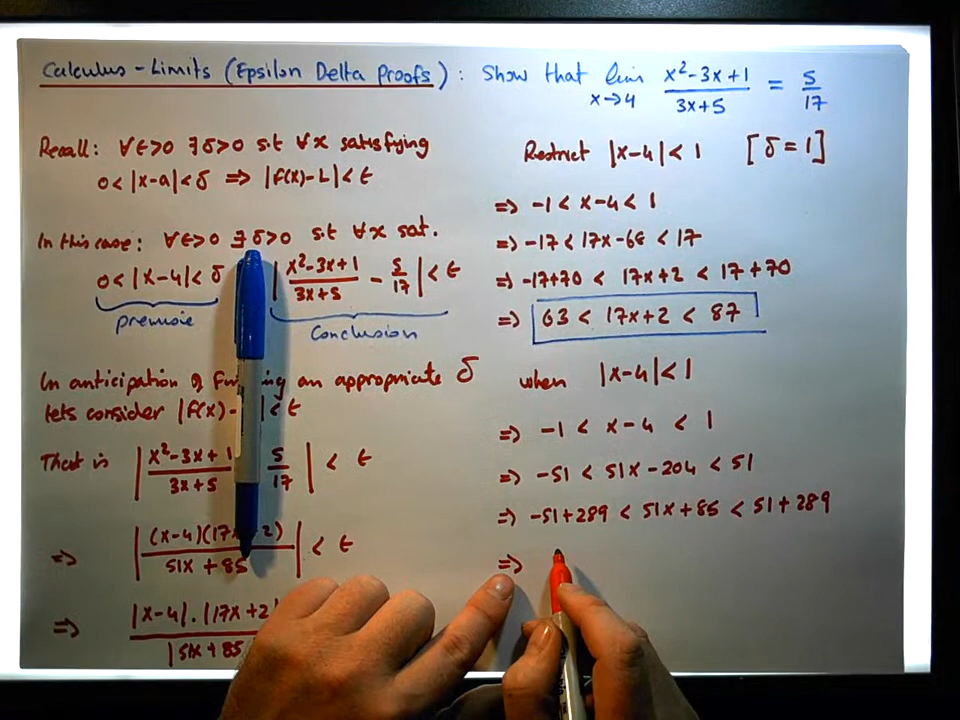 Calculus - Limits (Epsilon Delta Proofs) : Show that lim x→4 (x²-3x+1)/(3x+5) = 5/17
Recall: ∀ε>0 ∃δ>0 s.t ∀x satisfying
0<|x-a|<δ ⇒ |f(x)-L|<ε
In this case: ∀ε>0 ∃δ>0 s.t ∀x sat.
0<|x-4|<δ | (x²-3x+1)/(3x+5) - 5/17 | < ε
premise conclusion
In anticipation of an appropriate δ
lets consider |f(x)- |<ε
That is | (x²-3x+1)/(3x+5) 5/17 | < ε
⇒ | (x-4)(17x 2)/(51x+85) | < ε
⇒ |x-4|.|17x+2| / |51x+85
Restrict |x-4|<1 [δ=1]
⇒ -1 < x-4 < 1
⇒ -17 < 17x-68 < 17
⇒ -17+70 < 17x+2 < 17+70
⇒ 63 < 17x+2 < 87
when |x-4|<1
⇒ -1 < x-4 < 1
⇒ -51 < 51x-204 < 51
⇒ -51+289 < 51x+85 < 51+289
⇒